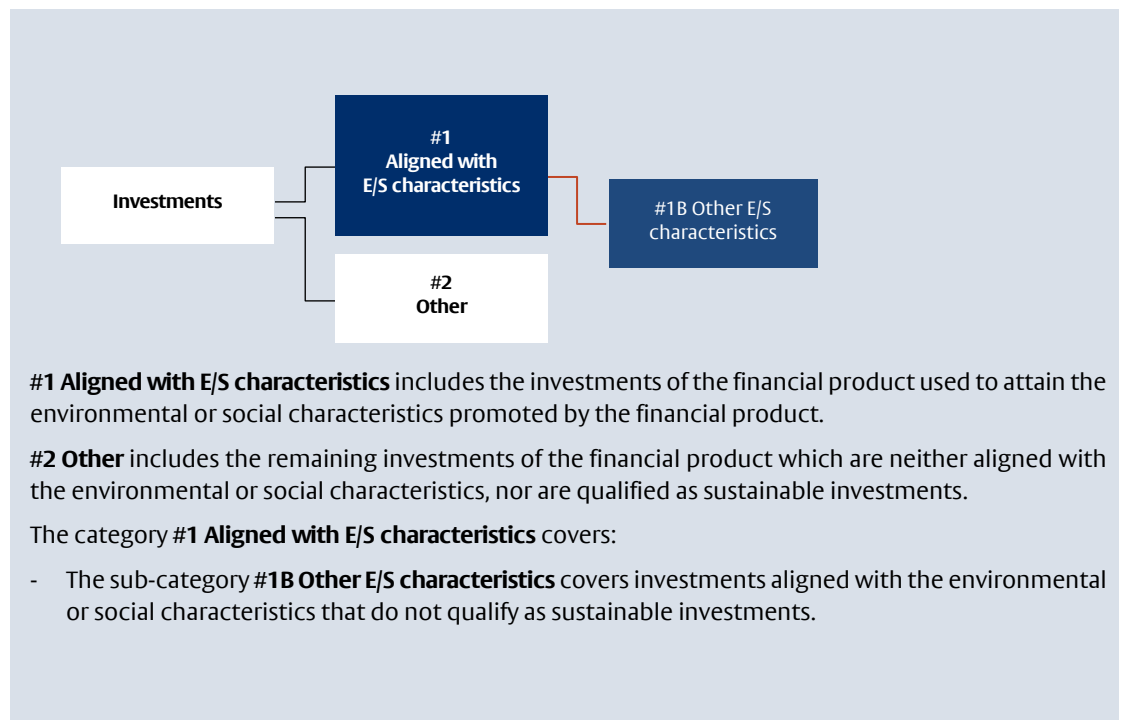 #1
Aligned with
E/S characteristics
Investments
#1B Other E/S
characteristics
#2
Other
#1 Aligned with E/S characteristics includes the investments of the financial product used to attain the
environmental or social characteristics promoted by the financial product.
#2 Other includes the remaining investments of the financial product which are neither aligned with
the environmental or social characteristics, nor are qualified as sustainable investments.
The category #1 Aligned with E/S characteristics covers:
- The sub-category #1B Other E/S characteristics covers investments aligned with the environmental
or social characteristics that do not qualify as sustainable investments.